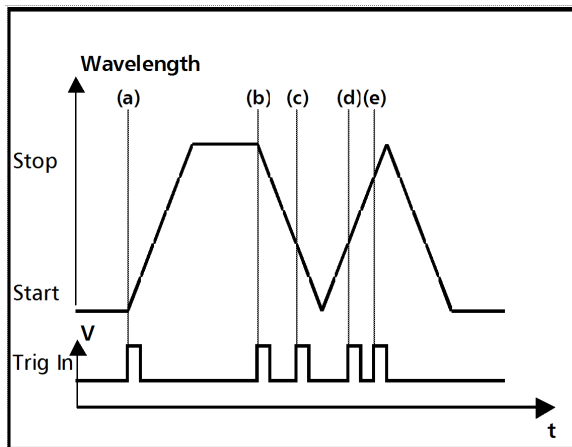 Wavelength
(a) (b) (c) (d) (e)
Stop
Start
V
Trig In
t